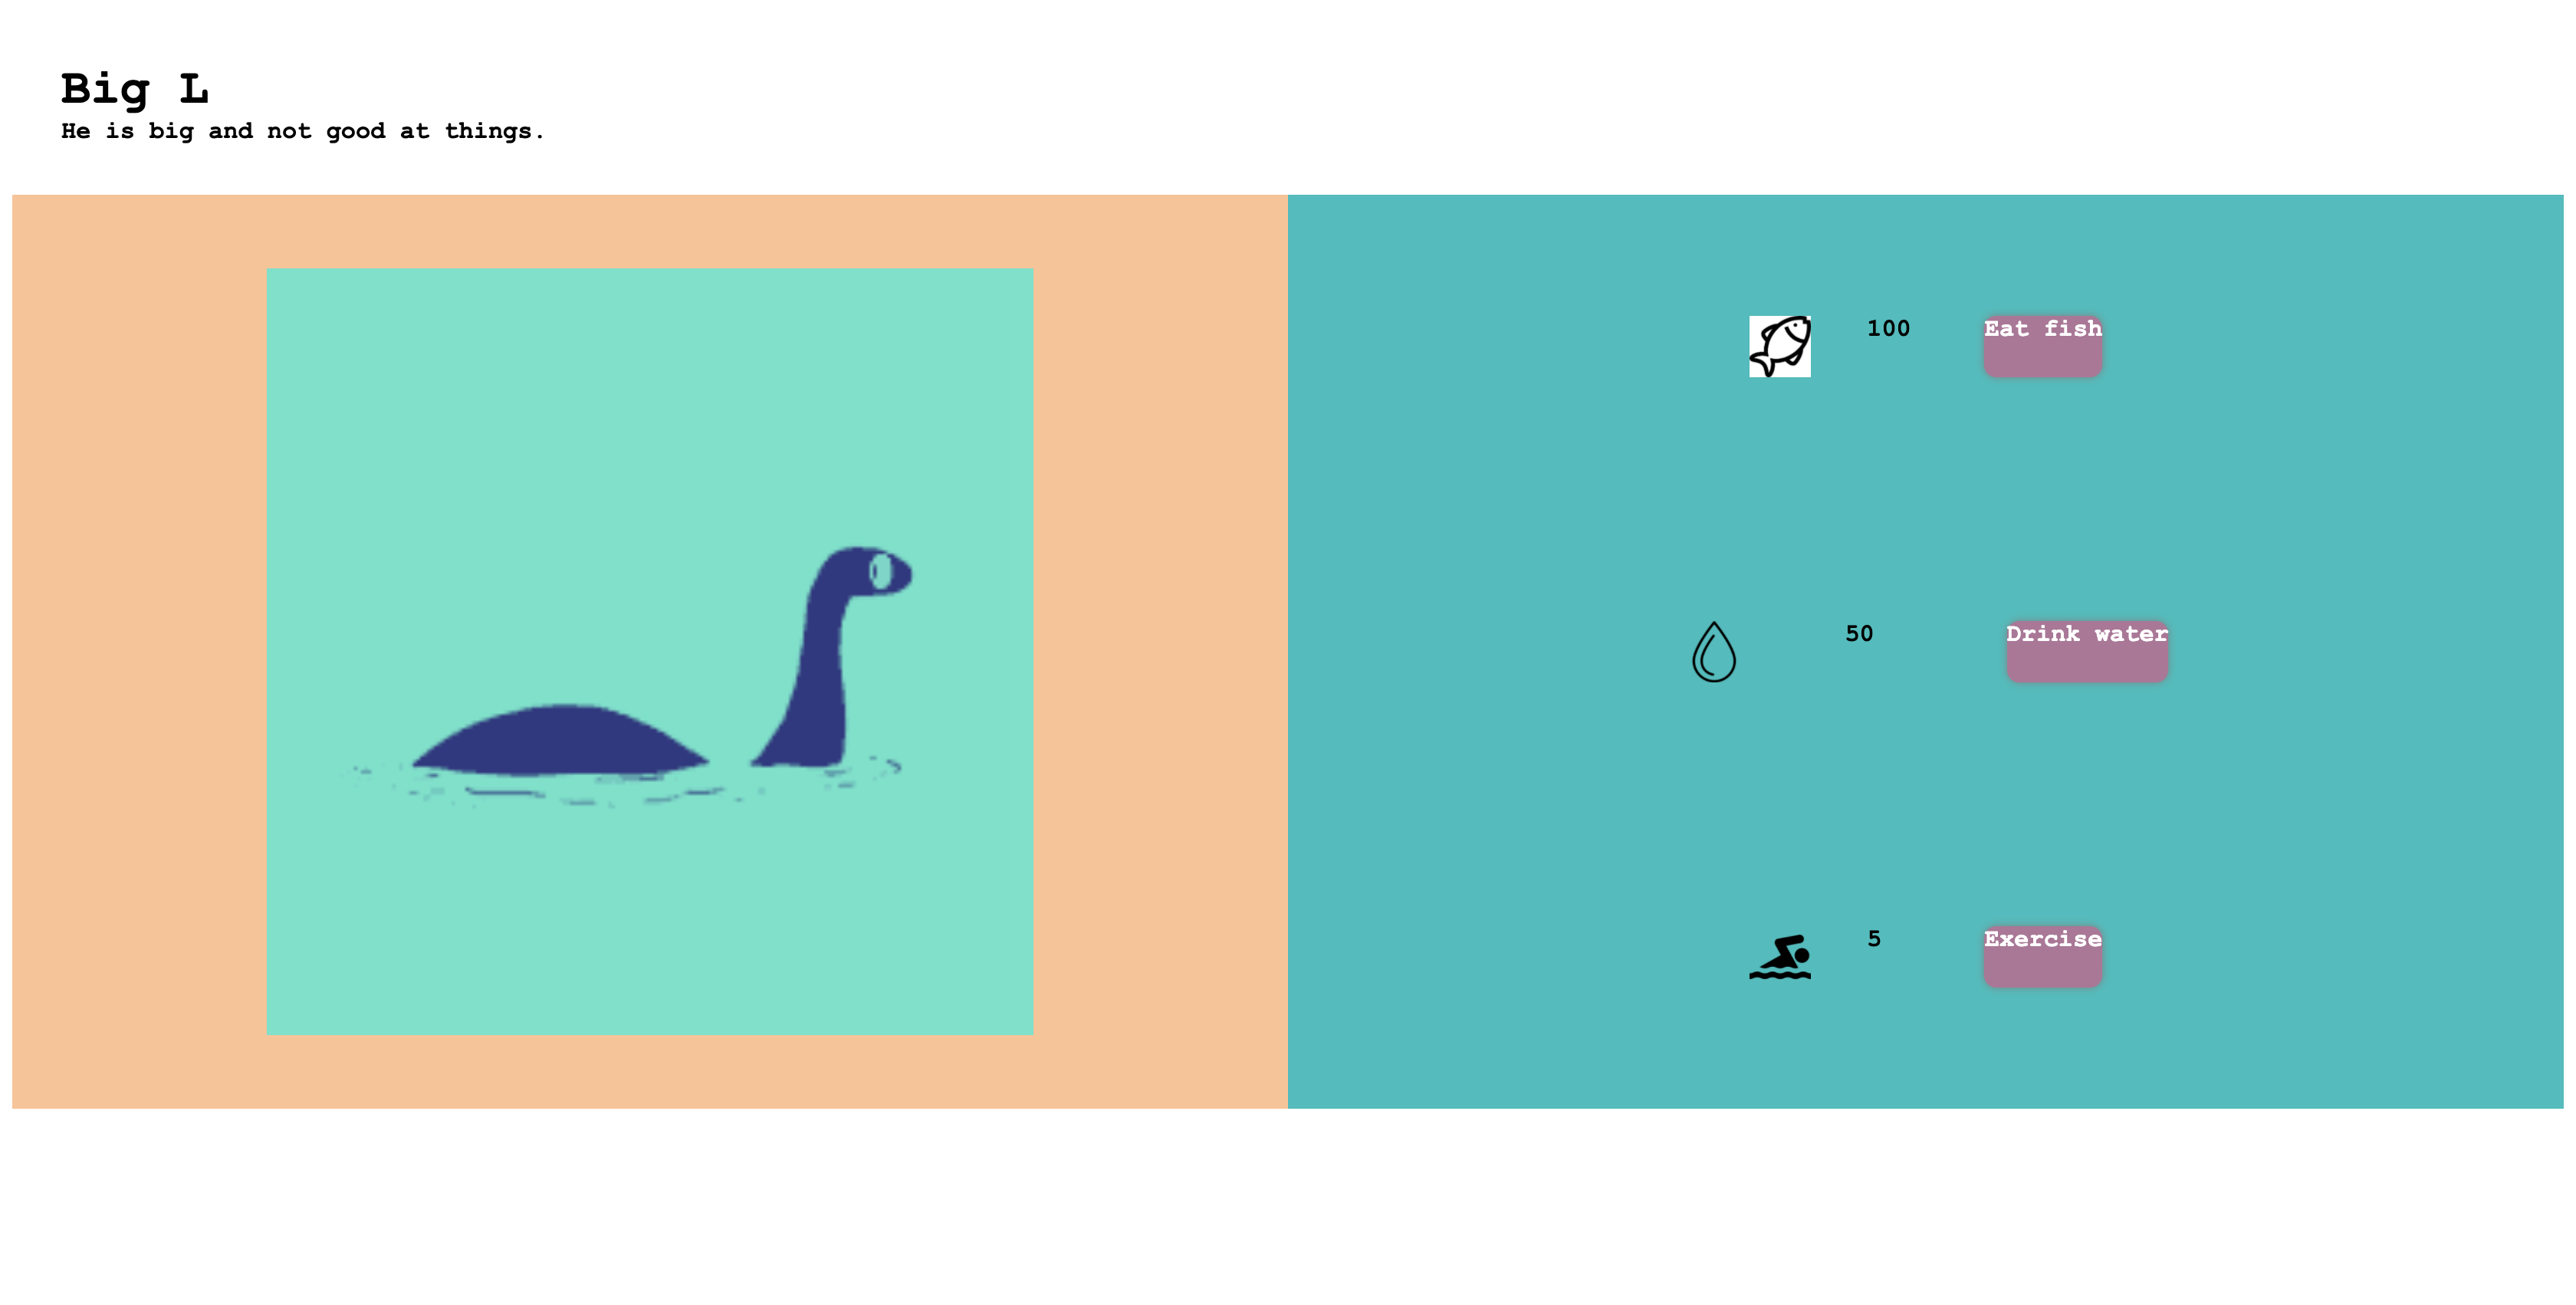 Big L
He is big and not good at things.
100 Eat fish
50 Drink water
5 Exercise